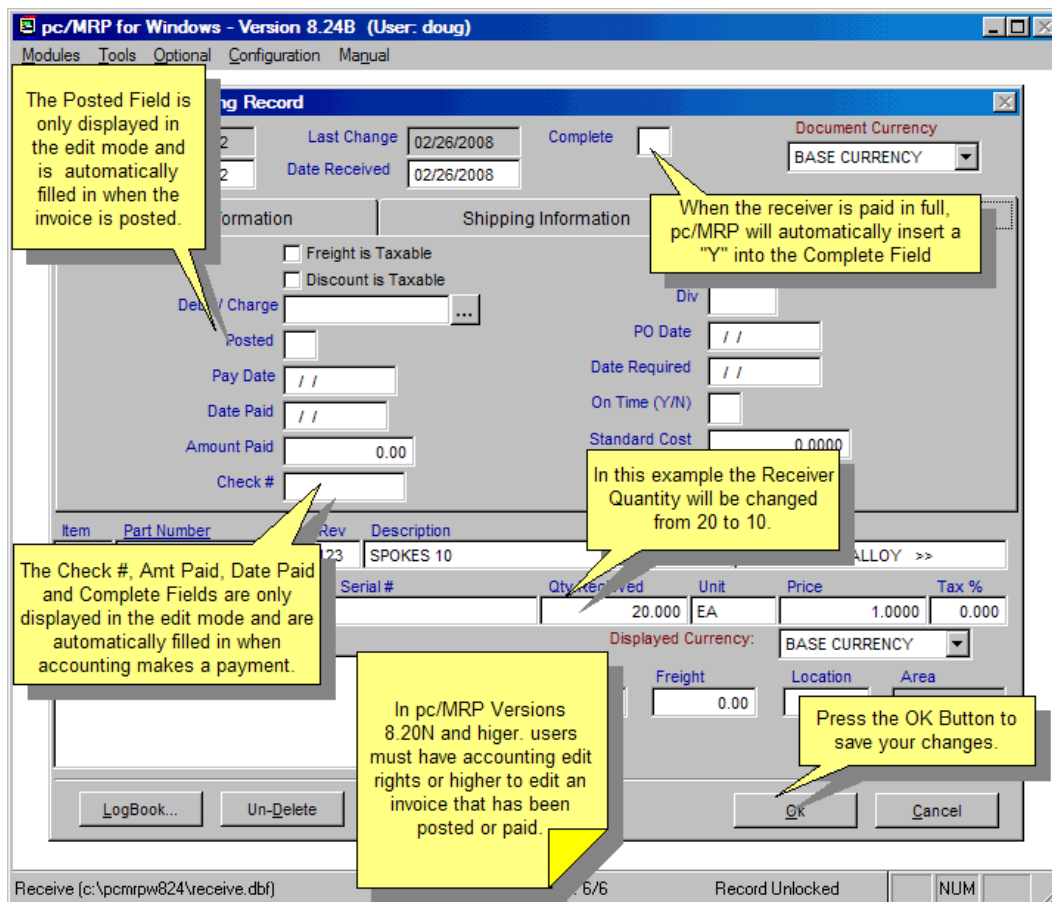 pc/MRP for Windows - Version 8.24B (User: doug)
Modules Tools Optional Configuration Manual
The Posted Field is
only displayed in
the edit mode and
is automatically
filled in when the
invoice is posted.
Record
2 Last Change 02/26/2008 Complete Document Currency
2 Date Received 02/26/2008 BASE CURRENCY
Shipping Information
When the receiver is paid in full,
pc/MRP will automatically insert a
"Y" into the Complete Field
Freight is Taxable
Discount is Taxable
Div
/ Charge ...
Posted
PO Date / /
Pay Date / /
Date Required / /
Date Paid / /
On Time (Y/N)
Amount Paid 0.00
Standard Cost 0.0000
Check #
In this example the Receiver
Quantity will be changed
from 20 to 10.
Item Part Number Rev Description
123 SPOKES 10 ALLOY >>
The Check #, Amt Paid, Date Paid
and Complete Fields are only
displayed in the edit mode and are
automatically filled in when
accounting makes a payment.
Serial # Qty Received Unit Price Tax %
20.000 EA 1.0000 0.000
Displayed Currency: BASE CURRENCY
Freight Location Area
0.00
In pc/MRP Versions
8.20N and higer. users
must have accounting edit
rights or higher to edit an
invoice that has been
posted or paid.
Press the OK Button to
save your changes.
LogBook... Un-Delete Ok Cancel
Receive (c:\pcmrpw824\receive.dbf) 6/6 Record Unlocked NUM